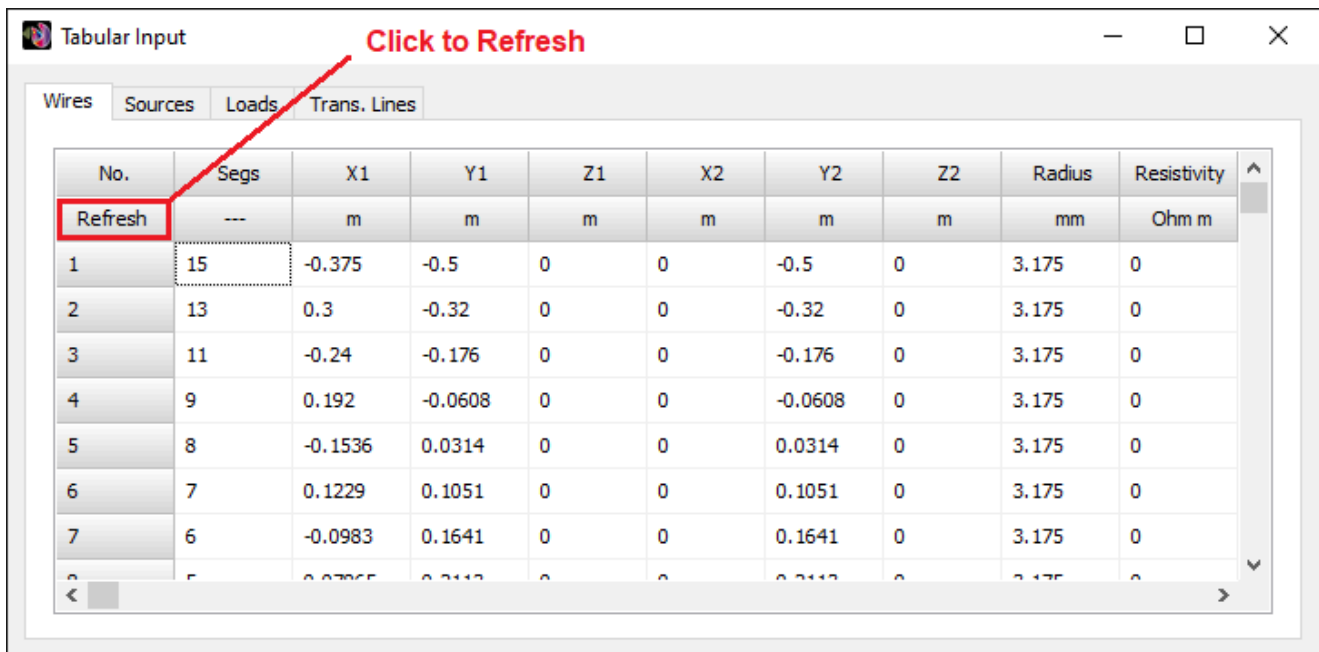 Tabular Input
Click to Refresh
Wires Sources Loads Trans. Lines
No. Segs X1 Y1 Z1 X2 Y2 Z2 Radius Resistivity
Refresh --- m m m m m m mm Ohm m
1 15 -0.375 -0.5 0 0 -0.5 0 3.175 0
2 13 0.3 -0.32 0 0 -0.32 0 3.175 0
3 11 -0.24 -0.176 0 0 -0.176 0 3.175 0
4 9 0.192 -0.0608 0 0 -0.0608 0 3.175 0
5 8 -0.1536 0.0314 0 0 0.0314 0 3.175 0
6 7 0.1229 0.1051 0 0 0.1051 0 3.175 0
7 6 -0.0983 0.1641 0 0 0.1641 0 3.175 0